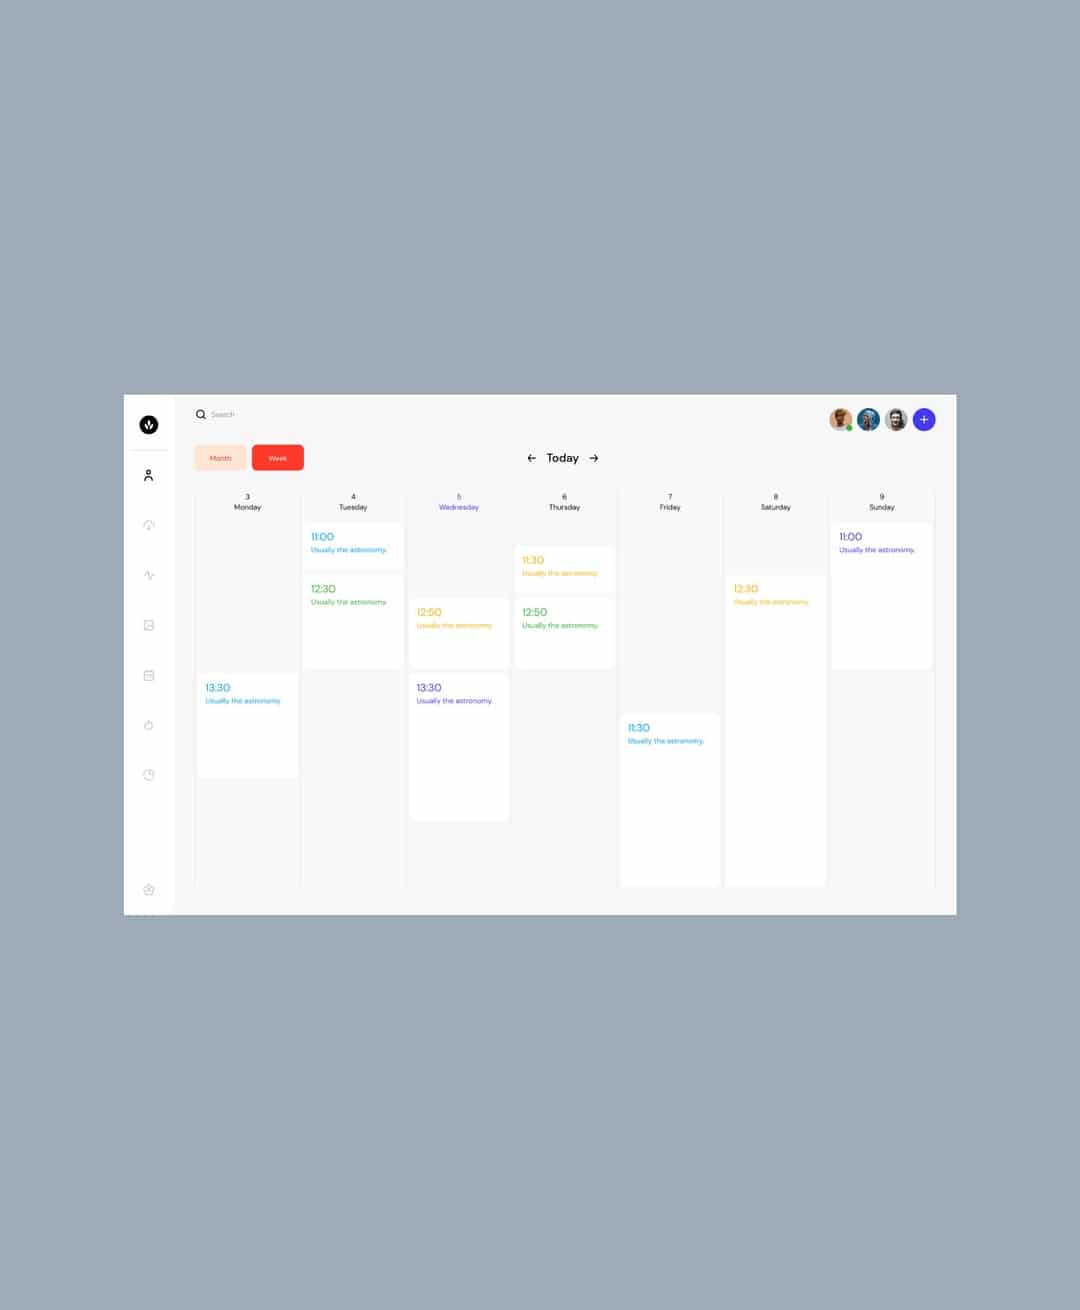 Search
Month
Week
Today
3
Monday
4
Tuesday
5
Wednesday
6
Thursday
7
Friday
8
Saturday
9
Sunday
13:30
Usually the astronomy.
11:00
Usually the astronomy.
12:30
Usually the astronomy.
12:50
Usually the astronomy.
13:30
Usually the astronomy.
11:30
Usually the astronomy.
12:50
Usually the astronomy.
11:30
Usually the astronomy.
12:30
Usually the astronomy.
11:00
Usually the astronomy.